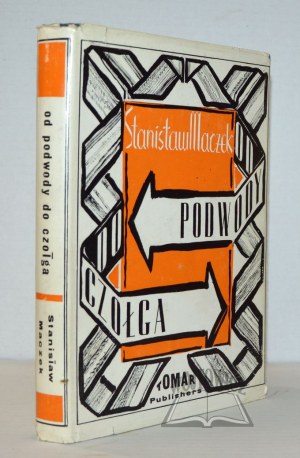 od podwody do czołga
Stanisław
Maczek
Stanisław Maczek
OD
PODWODY
DO
CZOŁGA
TOMAR
Publishers